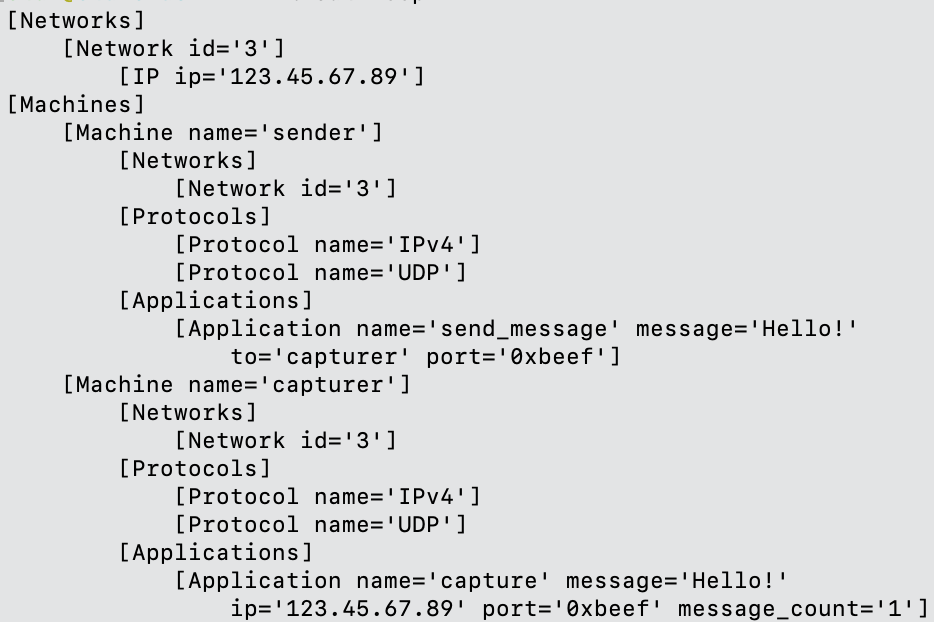 [Networks]
    [Network id='3']
        [IP ip='123.45.67.89']
[Machines]
    [Machine name='sender']
        [Networks]
            [Network id='3']
        [Protocols]
            [Protocol name='IPv4']
            [Protocol name='UDP']
        [Applications]
            [Application name='send_message' message='Hello!'
                to='capturer' port='0xbeef']
    [Machine name='capturer']
        [Networks]
            [Network id='3']
        [Protocols]
            [Protocol name='IPv4']
            [Protocol name='UDP']
        [Applications]
            [Application name='capture' message='Hello!'
                ip='123.45.67.89' port='0xbeef' message_count='1']